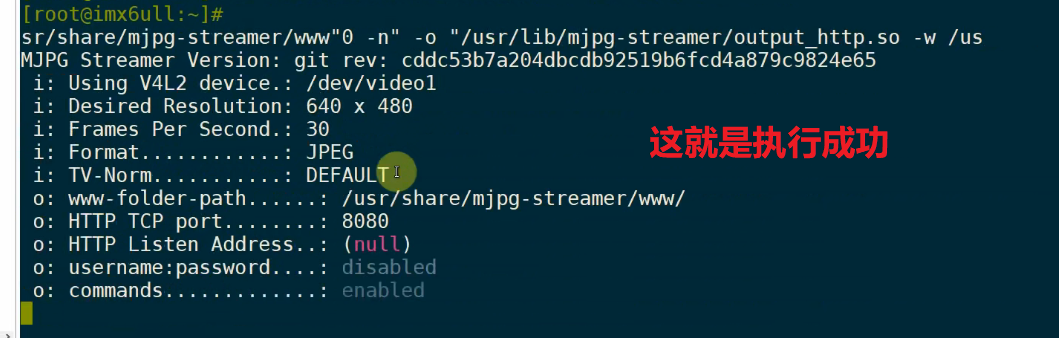 [root@imx6ull:~]#
sr/share/mjpg-streamer/www"0 -n" -o "/usr/lib/mjpg-streamer/output_http.so -w /us
MJPG Streamer Version: git rev: cddc53b7a204dbcdb92519b6fcd4a879c9824e65
i: Using V4L2 device.: /dev/video1
i: Desired Resolution: 640 x 480
i: Frames Per Second.: 30
i: Format............: JPEG
i: TV-Norm...........: DEFAULT
o: www-folder-path......: /usr/share/mjpg-streamer/www/
o: HTTP TCP port........: 8080
o: HTTP Listen Address..: (null)
o: username:password....: disabled
o: commands.............: enabled
这就是执行成功